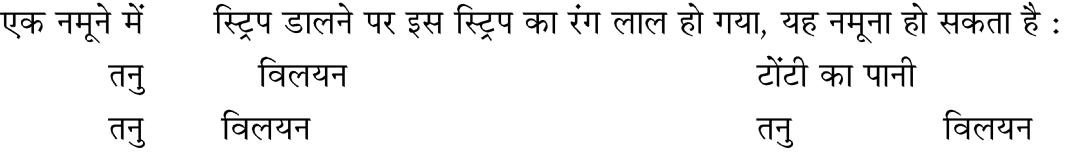 एक नमूने में स्ट्रिप डालने पर इस स्ट्रिप का रंग लाल हो गया, यह नमूना हो सकता है :
तनु विलयन टोंटी का पानी
तनु विलयन तनु विलयन